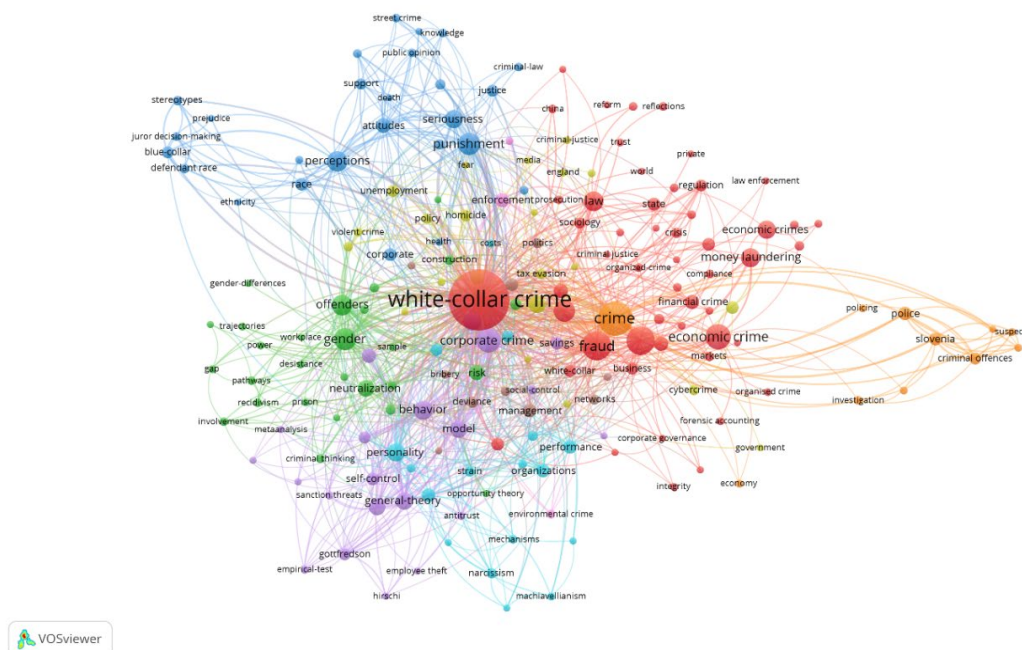 street crime
knowledge
public opinion
criminal-law
support
justice
death
stereotypes
prejudice
seriousness
attitudes
juror decision-making
punishment
blue-collar
perceptions
defendant race
fear
race
ethnicity
china
reform
reflections
criminal-justice
trust
private
media
england
world
law enforcement
regulation
unemployment
enforcement
prosecution
law
state
policy
homicide
sociology
economic crimes
violent crime
crisis
health
costs
politics
corporate
construction
criminal justice
money laundering
organized crime
tax evasion
compliance
gender-differences
white-collar crime
offenders
financial crime
policing
police
crime
trajectories
workplace
gender
corporate crime
savings
fraud
economic crime
slovenia
suspec
power
sample
markets
criminal offences
gap
desistance
bribery
risk
white-collar
business
pathways
neutralization
social-control
cybercrime
organised crime
investigation
recidivism
prison
deviance
networks
behavior
management
involvement
metaanalysis
model
forensic accounting
corporate governance
government
personality
performance
criminal thinking
strain
organizations
self-control
economy
sanction threats
opportunity theory
integrity
general-theory
antitrust
environmental crime
mechanisms
gottfredson
empirical-test
employee theft
narcissism
hirschi
machiavellianism
VOSviewer